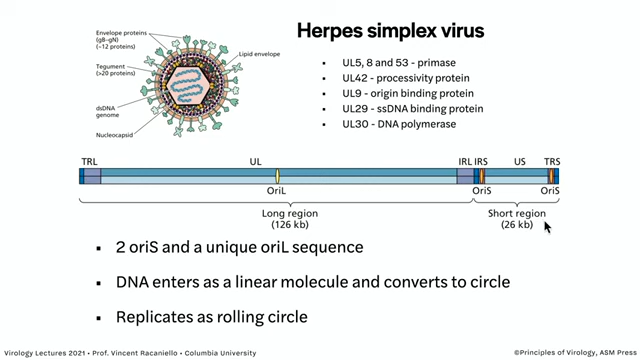 Herpes simplex virus
Envelope proteins
(gB–gN)
(~12 proteins)
Lipid envelope
Tegument
(>20 proteins)
dsDNA
genome
Nucleocapsid
▪ UL5, 8 and 53 - primase
▪ UL42 - processivity protein
▪ UL9 - origin binding protein
▪ UL29 - ssDNA binding protein
▪ UL30 - DNA polymerase
TRL UL IRL IRS US TRS
OriL OriS OriS
Long region
(126 kb)
Short region
(26 kb)
▪ 2 oriS and a unique oriL sequence
▪ DNA enters as a linear molecule and converts to circle
▪ Replicates as rolling circle
Virology Lectures 2021 • Prof. Vincent Racaniello • Columbia University
©Principles of Virology, ASM Press